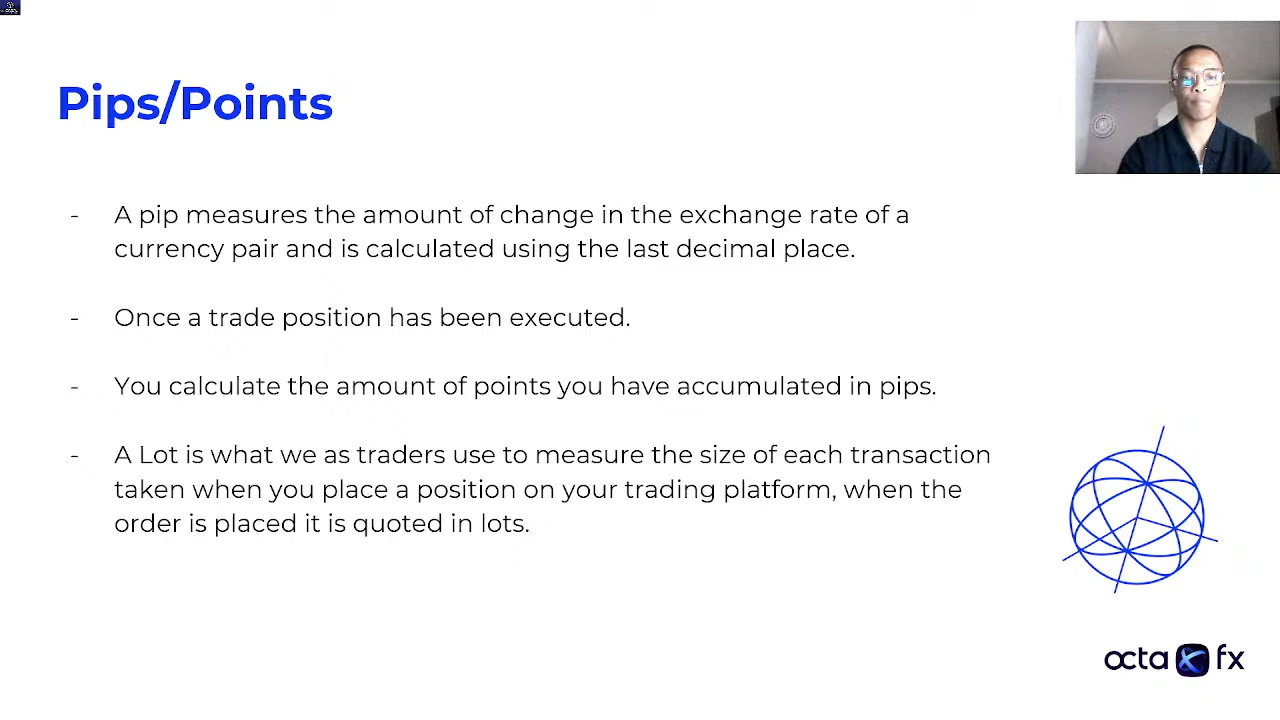 Pips/Points
- A pip measures the amount of change in the exchange rate of a
currency pair and is calculated using the last decimal place.
- Once a trade position has been executed.
- You calculate the amount of points you have accumulated in pips.
- A Lot is what we as traders use to measure the size of each transaction
taken when you place a position on your trading platform, when the
order is placed it is quoted in lots.
octa fx